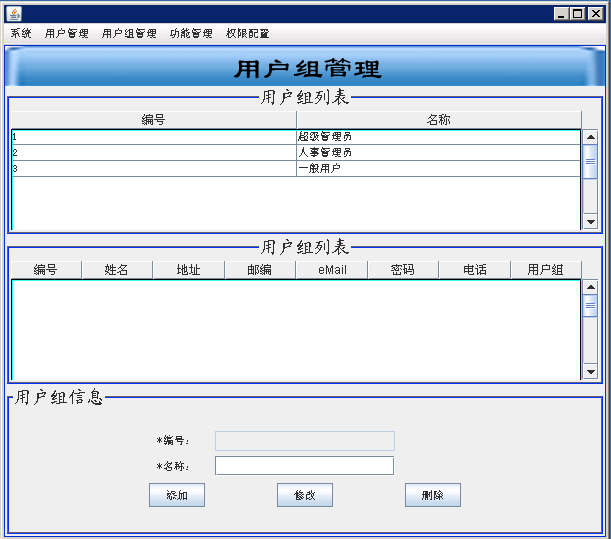 系统 用户管理 用户组管理 功能管理 权限配置
用户组管理
用户组列表
编号 名称
1 超级管理员
2 人事管理员
3 一般用户
用户组列表
编号 姓名 地址 邮编 eMail 密码 电话 用户组
用户组信息
*编号:
*名称:
添加 修改 删除